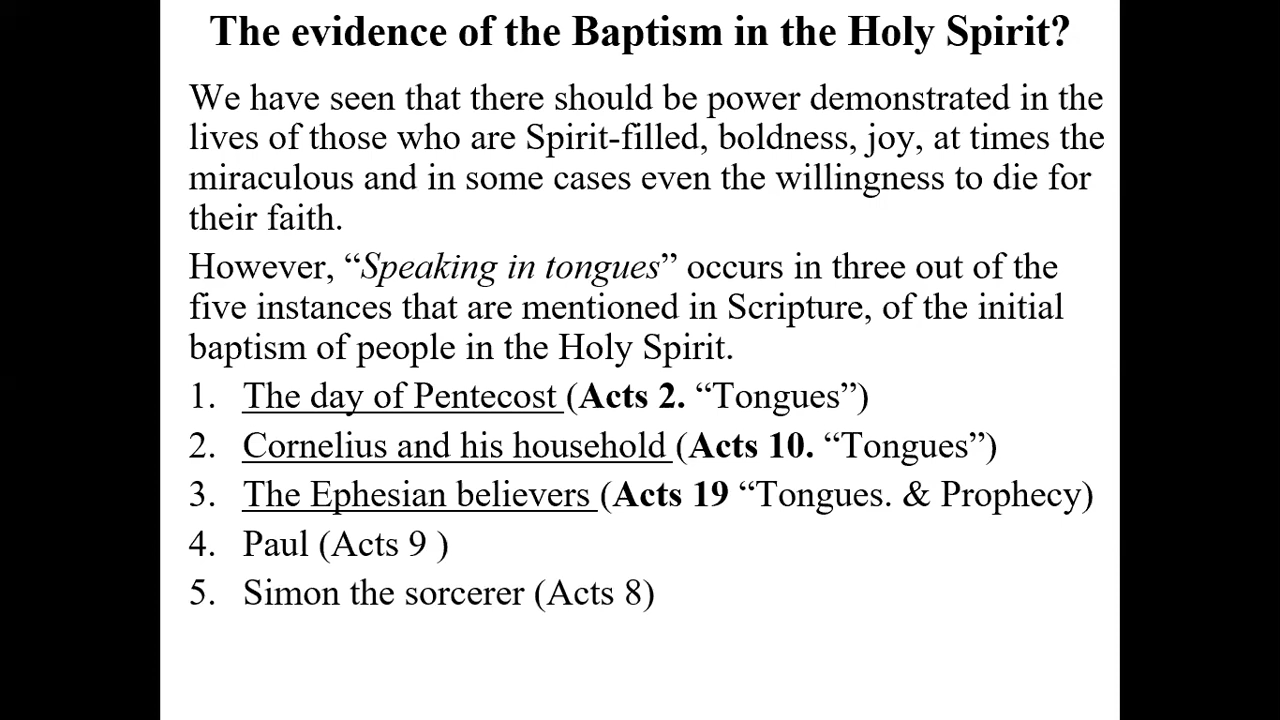 The evidence of the Baptism in the Holy Spirit?
We have seen that there should be power demonstrated in the
lives of those who are Spirit-filled, boldness, joy, at times the
miraculous and in some cases even the willingness to die for
their faith.
However, “Speaking in tongues” occurs in three out of the
five instances that are mentioned in Scripture, of the initial
baptism of people in the Holy Spirit.
1. The day of Pentecost (Acts 2. “Tongues”)
2. Cornelius and his household (Acts 10. “Tongues”)
3. The Ephesian believers (Acts 19 “Tongues. & Prophecy)
4. Paul (Acts 9 )
5. Simon the sorcerer (Acts 8)